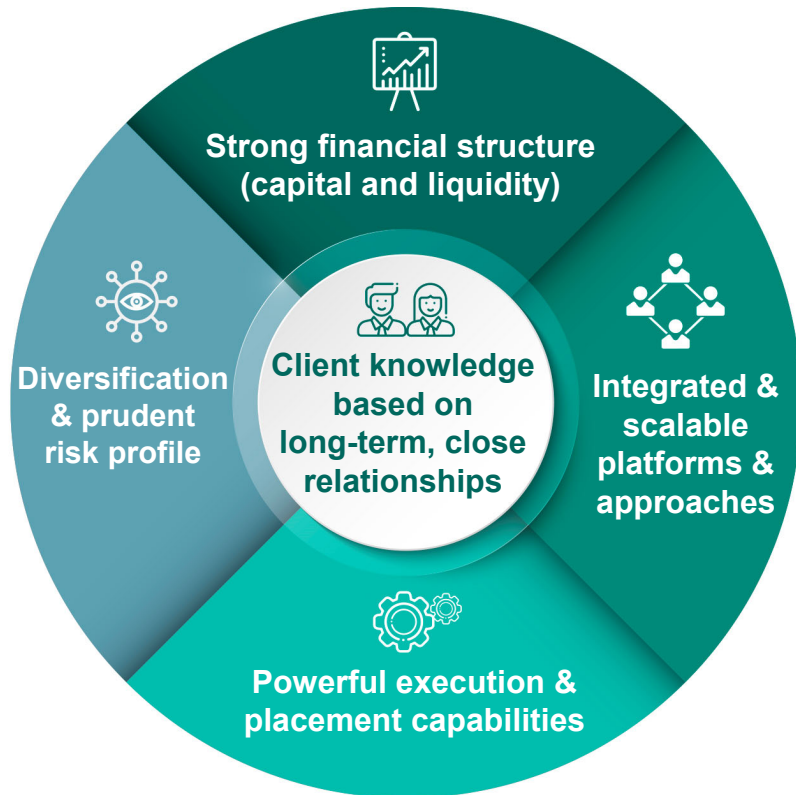 Strong financial structure
(capital and liquidity)
Diversification
& prudent
risk profile
Client knowledge
based on
long-term, close
relationships
Integrated &
scalable
platforms &
approaches
Powerful execution &
placement capabilities